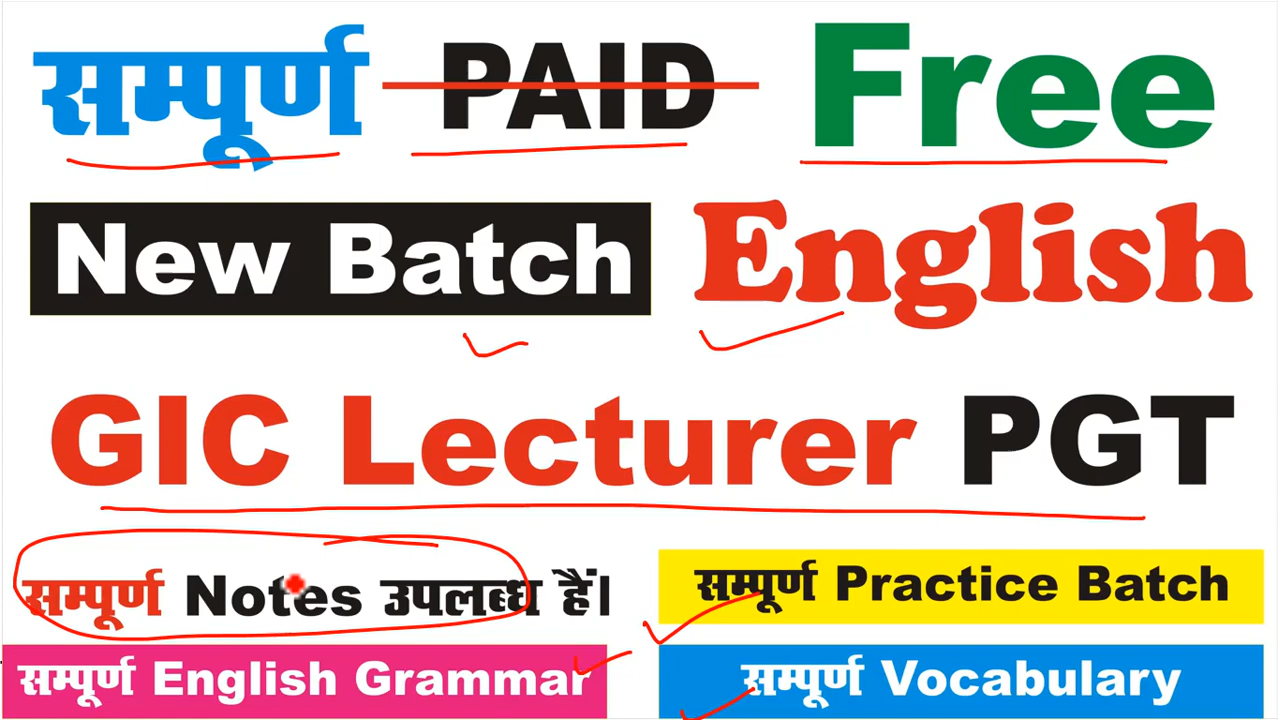 सम्पूर्ण PAID Free
New Batch English
GIC Lecturer PGT
सम्पूर्ण Notes उपलब्ध हैं।
सम्पूर्ण Practice Batch
सम्पूर्ण English Grammar
सम्पूर्ण Vocabulary